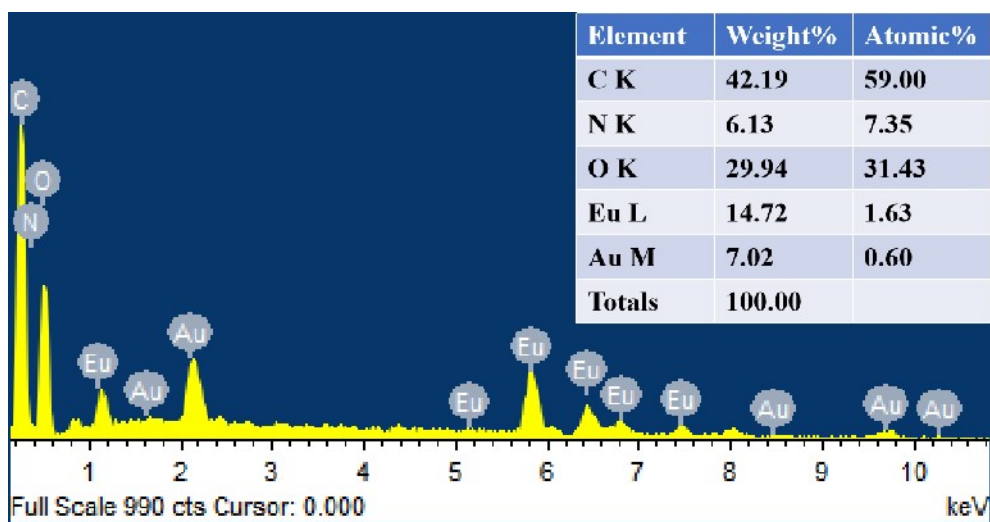 Element Weight% Atomic%
C K 42.19 59.00
N K 6.13 7.35
O K 29.94 31.43
Eu L 14.72 1.63
Au M 7.02 0.60
Totals 100.00
C
O
N
Eu
Au
Au
Eu
Eu
Eu
Eu
Eu
Au
Au
Au
1 2 3 4 5 6 7 8 9 10
Full Scale 990 cts Cursor: 0.000 keV